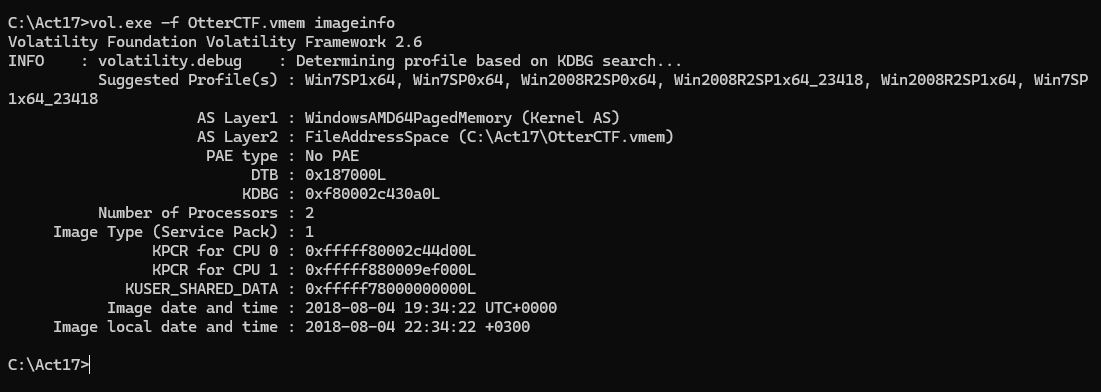 C:\Act17>vol.exe -f OtterCTF.vmem imageinfo
Volatility Foundation Volatility Framework 2.6
INFO    : volatility.debug    : Determining profile based on KDBG search...
          Suggested Profile(s) : Win7SP1x64, Win7SP0x64, Win2008R2SP0x64, Win2008R2SP1x64_23418, Win2008R2SP1x64, Win7SP
1x64_23418
                     AS Layer1 : WindowsAMD64PagedMemory (Kernel AS)
                     AS Layer2 : FileAddressSpace (C:\Act17\OtterCTF.vmem)
                      PAE type : No PAE
                           DTB : 0x187000L
                          KDBG : 0xf80002c430a0L
          Number of Processors : 2
     Image Type (Service Pack) : 1
                KPCR for CPU 0 : 0xfffff80002c44d00L
                KPCR for CPU 1 : 0xfffff880009ef000L
             KUSER_SHARED_DATA : 0xfffff78000000000L
           Image date and time : 2018-08-04 19:34:22 UTC+0000
     Image local date and time : 2018-08-04 22:34:22 +0300
C:\Act17>